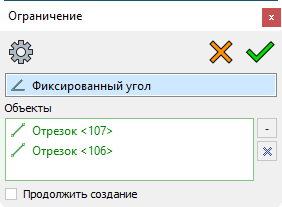 Ограничение
Фиксированный угол
Объекты
Отрезок <107>
Отрезок <106>
Продолжить создание